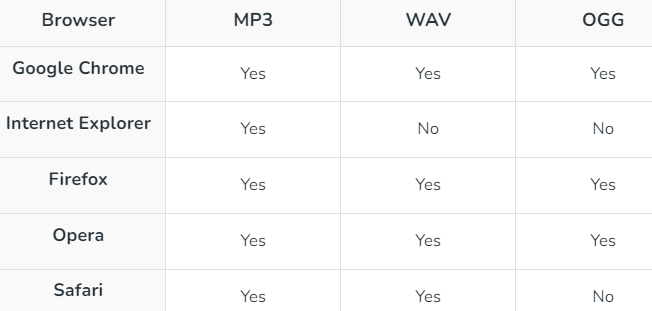 Browser MP3 WAV OGG
Google Chrome Yes Yes Yes
Internet Explorer Yes No No
Firefox Yes Yes Yes
Opera Yes Yes Yes
Safari Yes Yes No